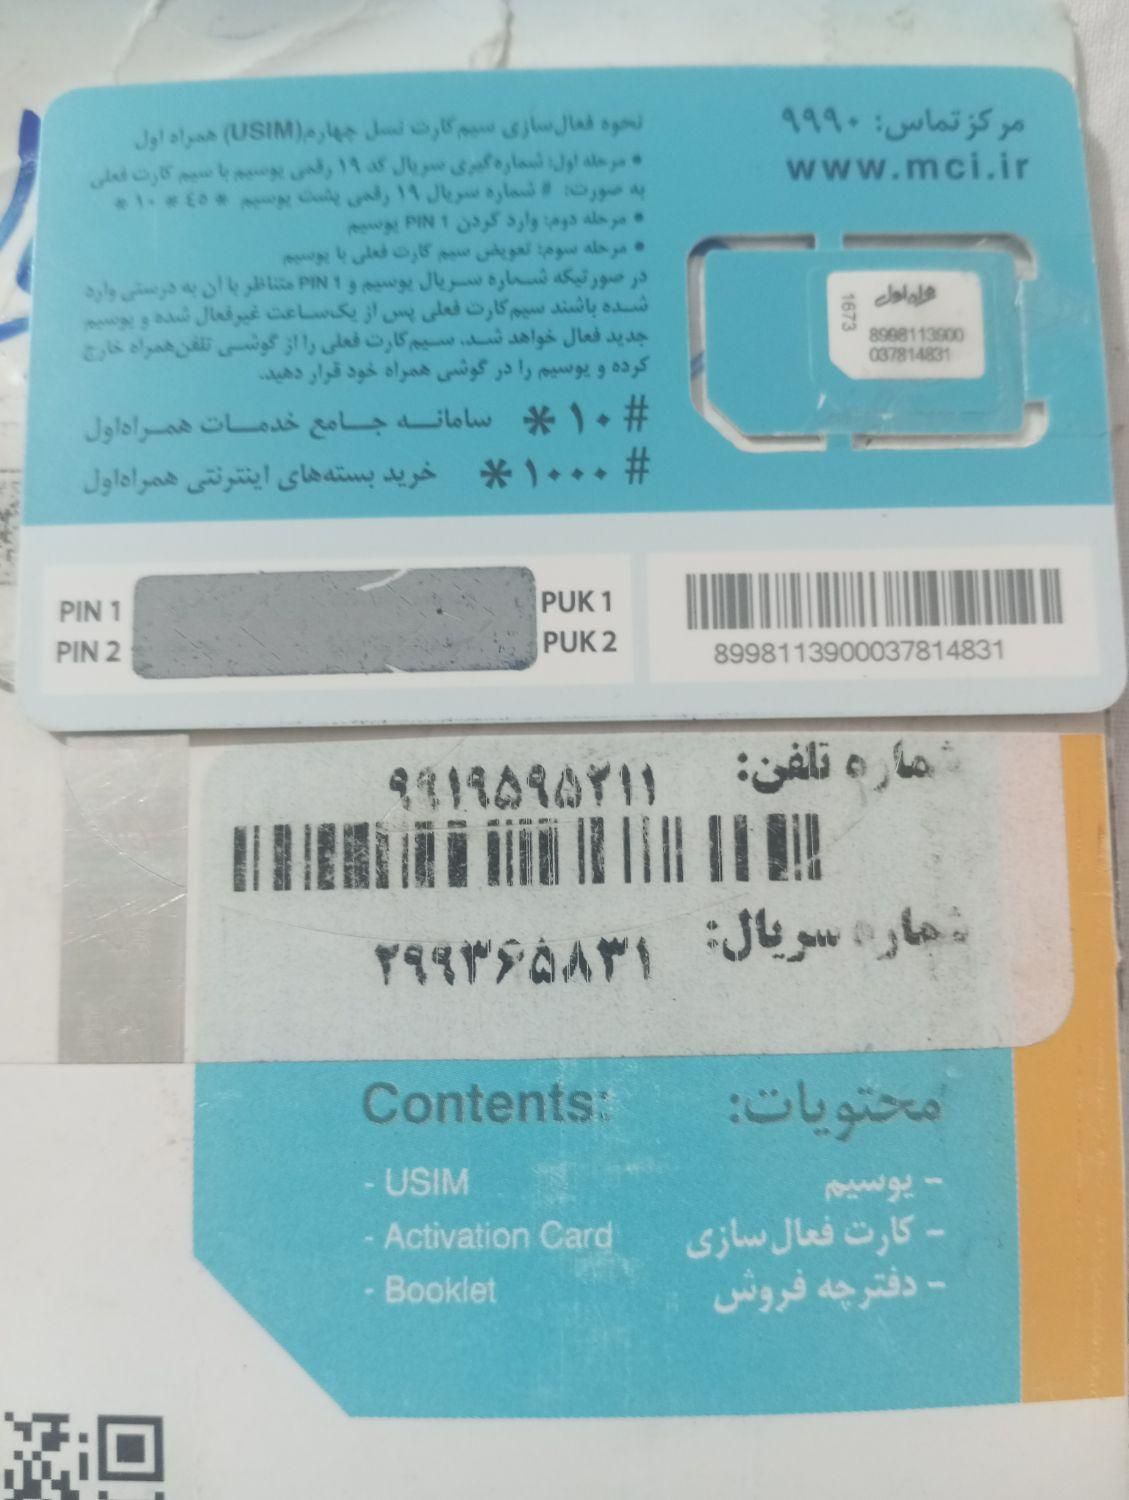 نحوه فعال‌سازی سیم‌کارت نسل چهارم(USIM) همراه اول
• مرحله اول: شماره‌گیری سریال کد ۱۹ رقمی یوسیم با سیم کارت فعلی
به صورت: # شماره سریال ۱۹ رقمی پشت یوسیم * ٤٥ * ۱۰ *
• مرحله دوم: وارد کردن PIN 1 یوسیم
• مرحله سوم: تعویض سیم کارت فعلی با یوسیم
در صورتیکه شماره سریال یوسیم و PIN 1 متناظر با آن به درستی وارد
شده باشند سیم‌کارت فعلی پس از یک‌ساعت غیرفعال شده و یوسیم
جدید فعال خواهد شد. سیم‌کارت فعلی را از گوشی تلفن‌همراه خارج
کرده و یوسیم را در گوشی همراه خود قرار دهید.
# ۱۰ * سامانه جامع خدمات همراه‌اول
# ۱۰۰۰ * خرید بسته‌های اینترنتی همراه‌اول
مرکز تماس: ۹۹۹۰
www.mci.ir
همراه اول
1673
8998113900
037814831
PIN 1
PIN 2
PUK 1
PUK 2
8998113900037814831
شماره تلفن: ۹۹۱۹۵۹۵۲۱۱
شماره سریال: ۲۹۹۳۶۵۸۳۱
محتویات: Contents:
- یوسیم - USIM
- کارت فعال‌سازی - Activation Card
- دفترچه فروش - Booklet